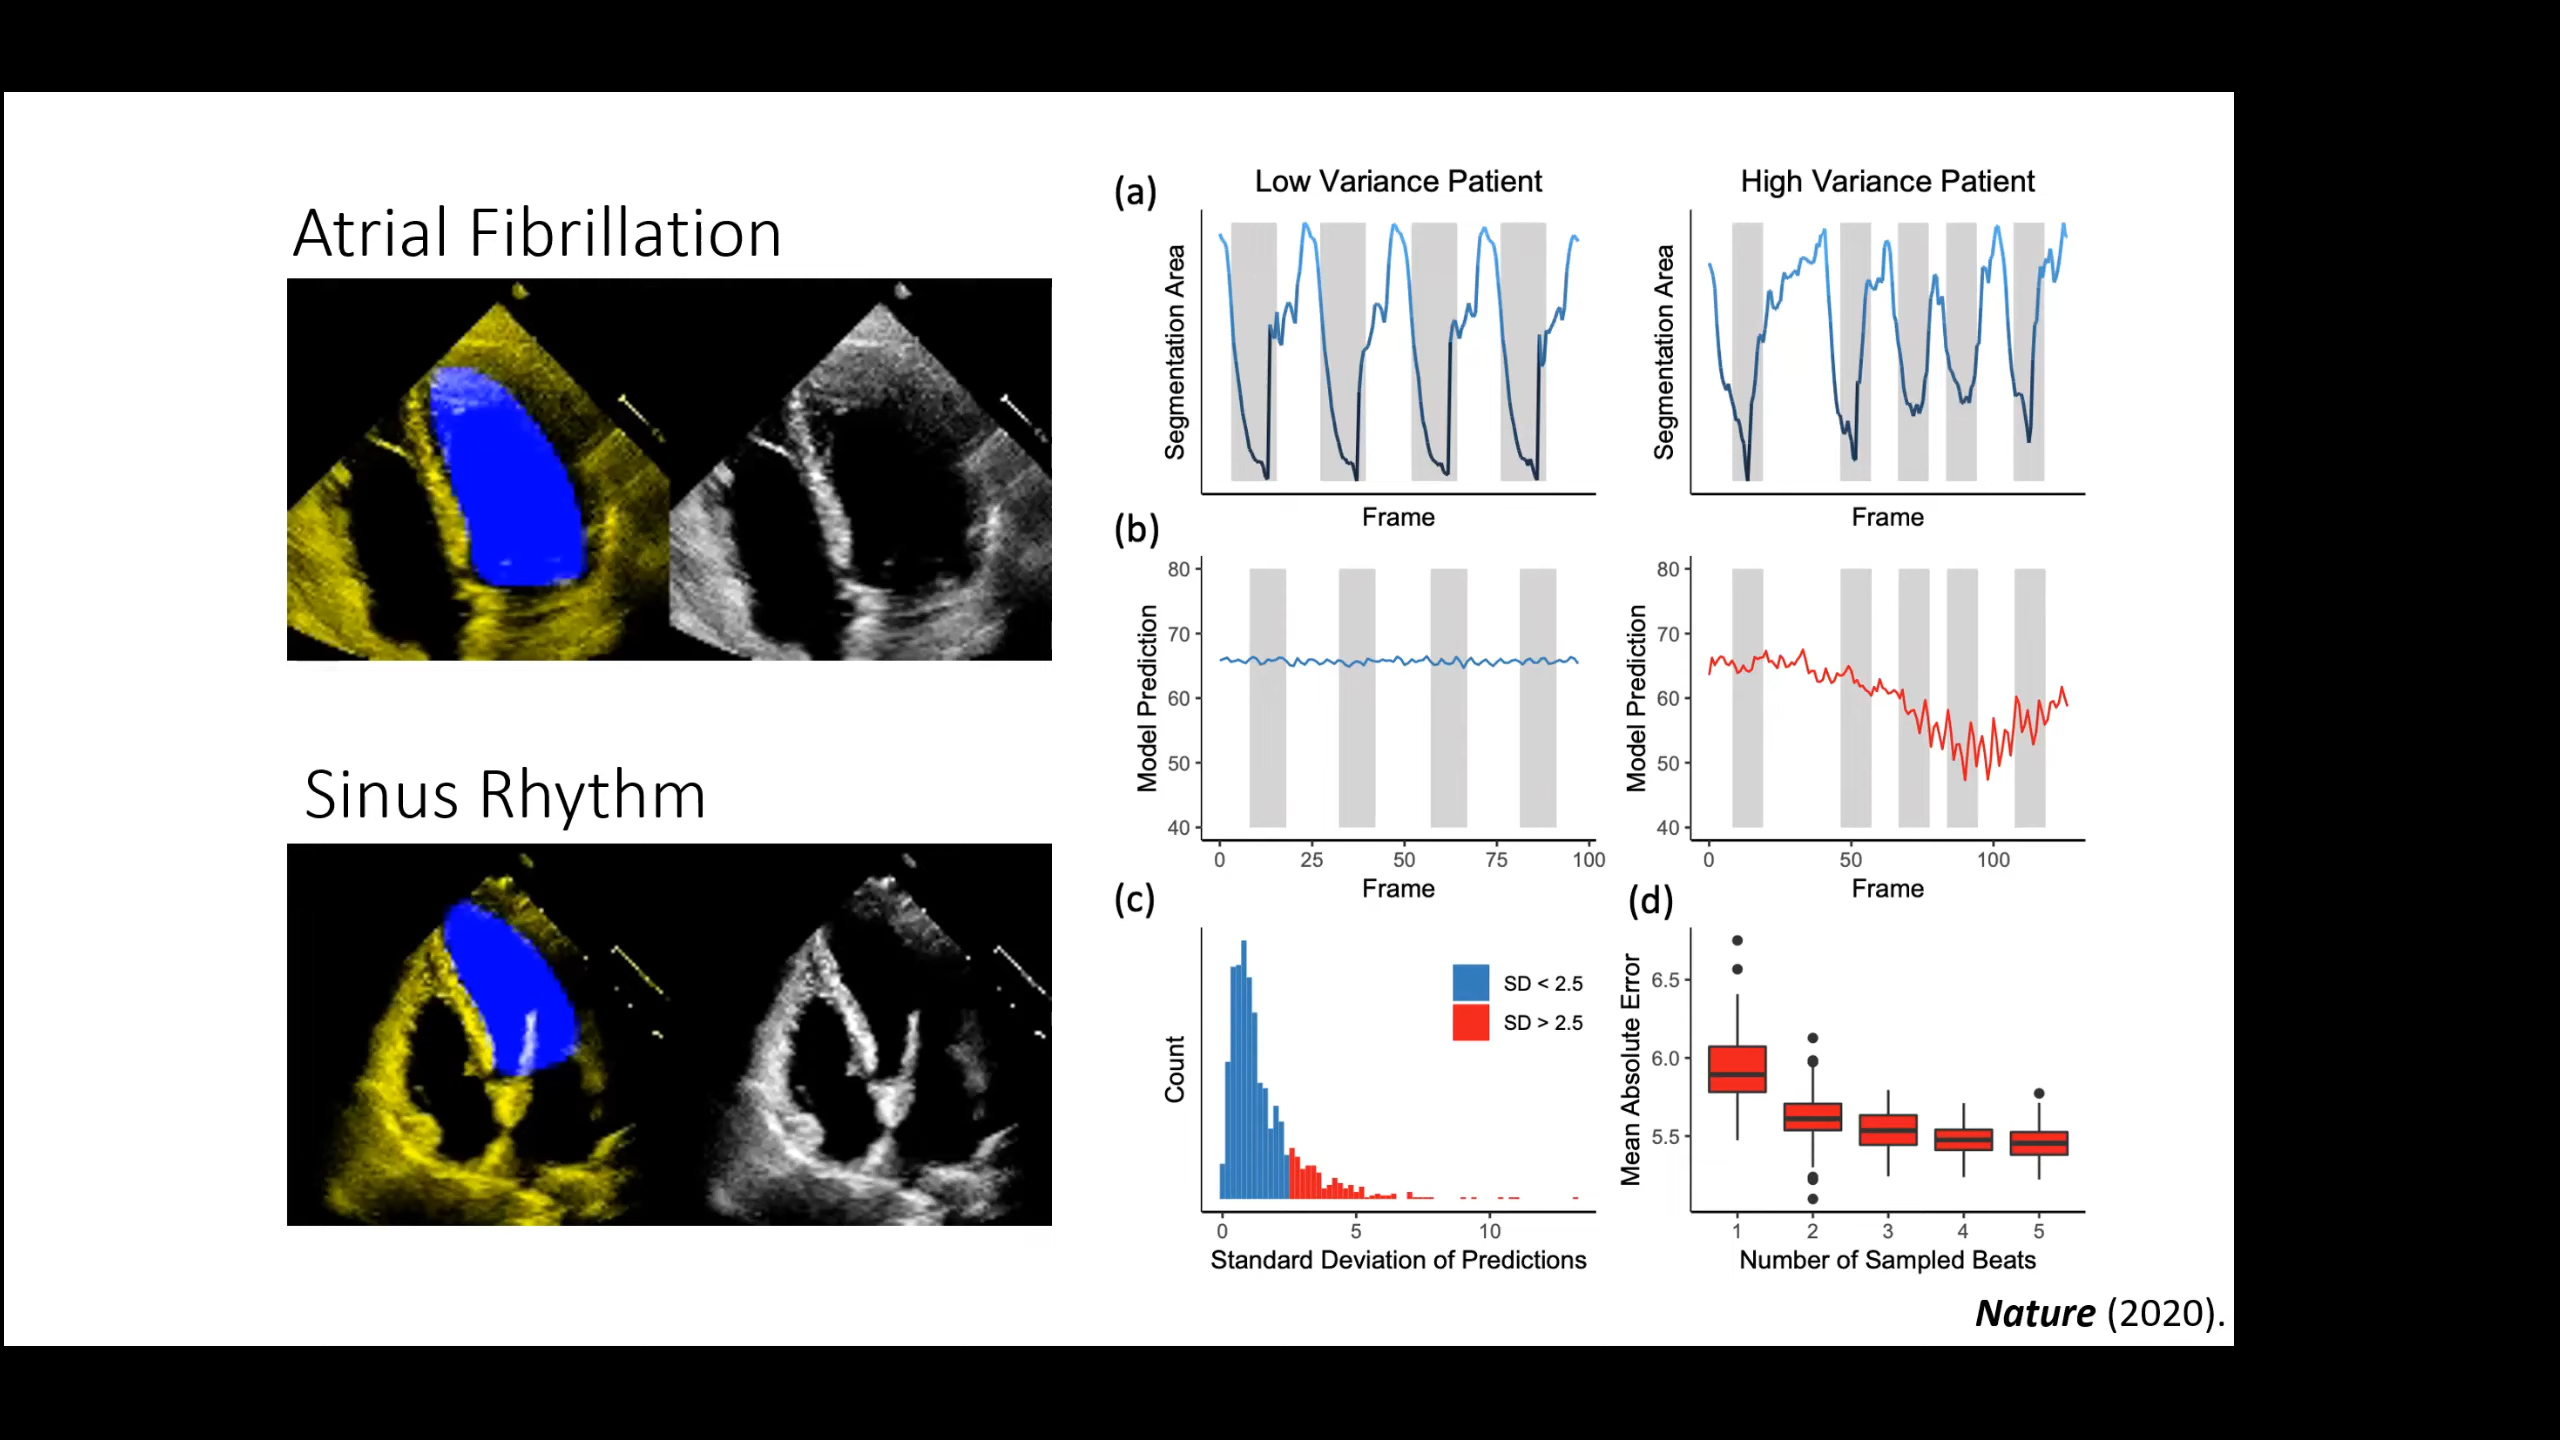 Atrial Fibrillation
Sinus Rhythm
(a)
Low Variance Patient
High Variance Patient
Segmentation Area
Frame
Segmentation Area
Frame
(b)
80
70
60
50
40
Model Prediction
0 25 50 75 100
Frame
80
70
60
50
40
Model Prediction
0 50 100
Frame
(c)
Count
SD < 2.5
SD > 2.5
0 5 10
Standard Deviation of Predictions
(d)
Mean Absolute Error
6.5
6.0
5.5
1 2 3 4 5
Number of Sampled Beats
Nature (2020).